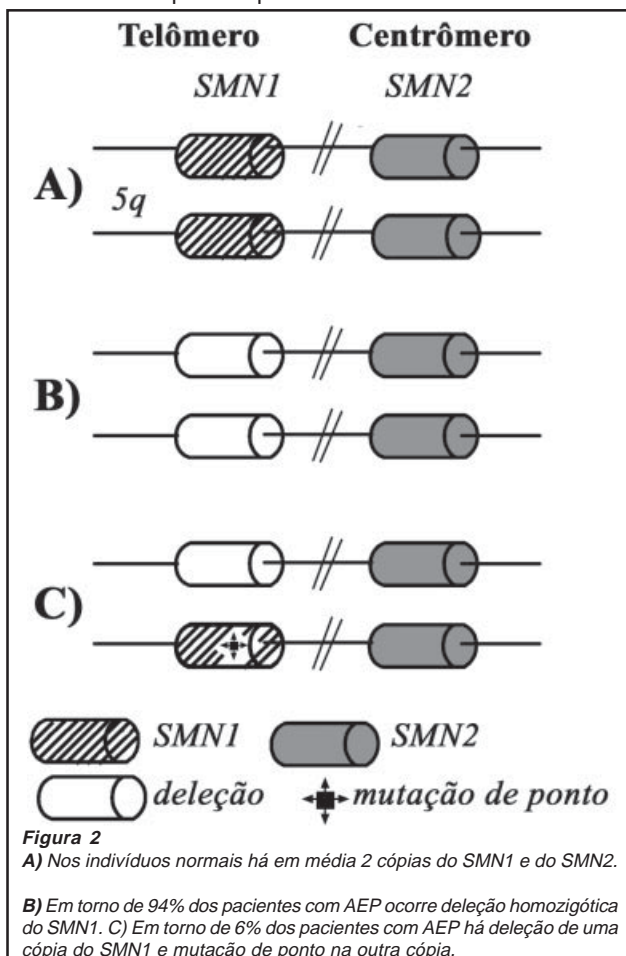 Telômero Centrômero
SMN1 SMN2
A) 5q
B)
C)
SMN1 SMN2
deleção mutação de ponto
Figura 2
A) Nos indivíduos normais há em média 2 cópias do SMN1 e do SMN2.
B) Em torno de 94% dos pacientes com AEP ocorre deleção homozigótica
do SMN1. C) Em torno de 6% dos pacientes com AEP há deleção de uma
cópia do SMN1 e mutação de ponto na outra cópia.